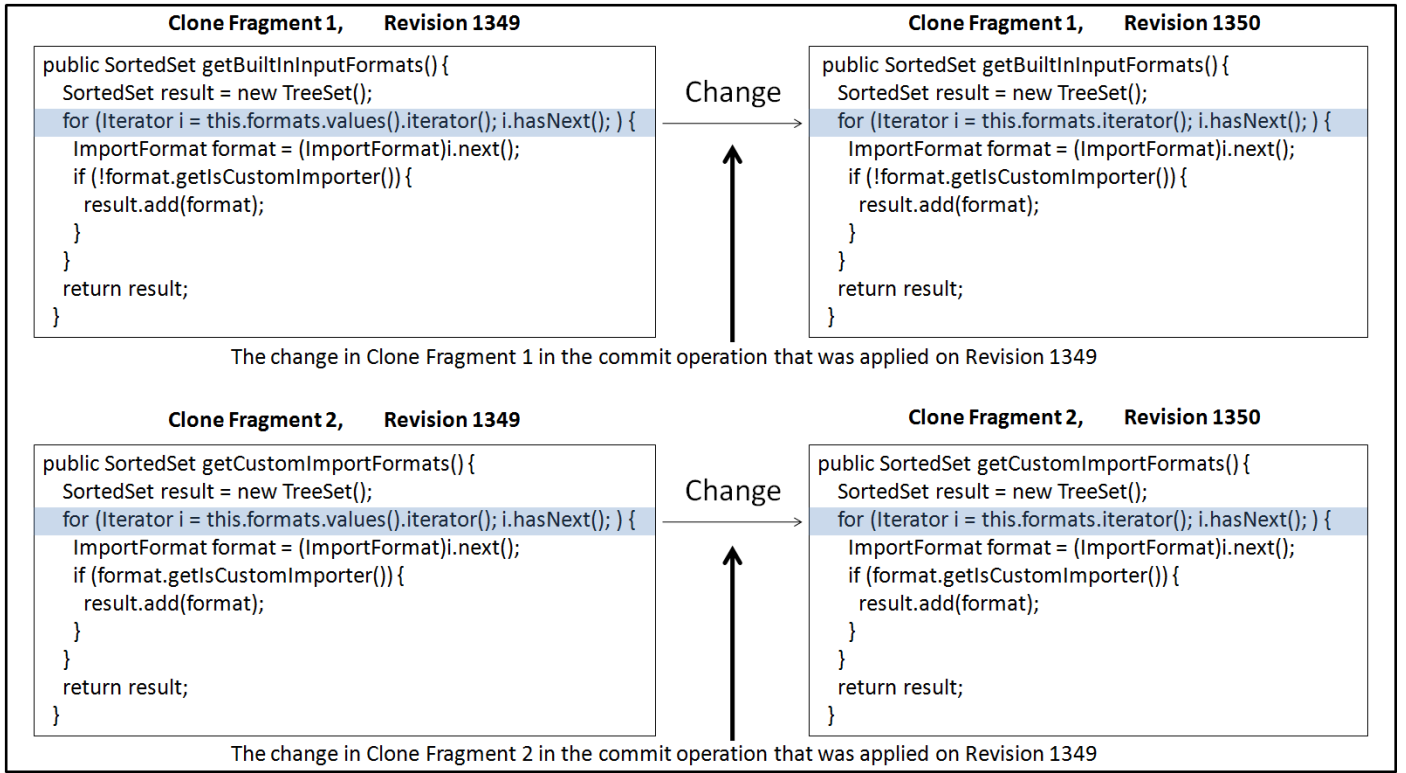 Clone Fragment 1, Revision 1349
public SortedSet getBuiltInInputFormats() {
SortedSet result = new TreeSet();
for (Iterator i = this.formats.values().iterator(); i.hasNext(); ) {
ImportFormat format = (ImportFormat)i.next();
if (!format.getIsCustomImporter()) {
result.add(format);
}
}
return result;
}
Change
Clone Fragment 1, Revision 1350
public SortedSet getBuiltInInputFormats() {
SortedSet result = new TreeSet();
for (Iterator i = this.formats.iterator(); i.hasNext(); ) {
ImportFormat format = (ImportFormat)i.next();
if (!format.getIsCustomImporter()) {
result.add(format);
}
}
return result;
}
The change in Clone Fragment 1 in the commit operation that was applied on Revision 1349
Clone Fragment 2, Revision 1349
public SortedSet getCustomImportFormats() {
SortedSet result = new TreeSet();
for (Iterator i = this.formats.values().iterator(); i.hasNext(); ) {
ImportFormat format = (ImportFormat)i.next();
if (format.getIsCustomImporter()) {
result.add(format);
}
}
return result;
}
Change
Clone Fragment 2, Revision 1350
public SortedSet getCustomImportFormats() {
SortedSet result = new TreeSet();
for (Iterator i = this.formats.iterator(); i.hasNext(); ) {
ImportFormat format = (ImportFormat)i.next();
if (format.getIsCustomImporter()) {
result.add(format);
}
}
return result;
}
The change in Clone Fragment 2 in the commit operation that was applied on Revision 1349